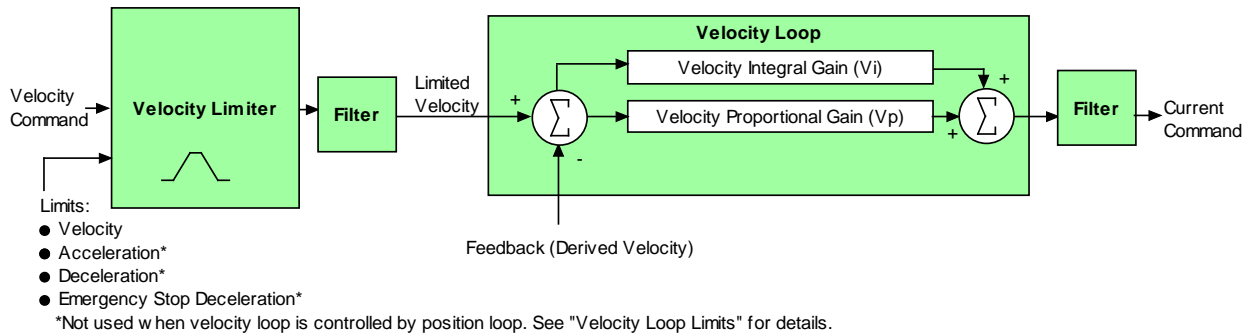 Velocity Loop
Velocity Integral Gain (Vi)
+
Velocity
Command
Velocity Limiter
Filter
Limited
Velocity
+
Σ
Velocity Proportional Gain (Vp)
+
Σ
Filter
Current
Command
-
Limits:
● Velocity
● Acceleration*
● Deceleration*
● Emergency Stop Deceleration*
Feedback (Derived Velocity)
*Not used when velocity loop is controlled by position loop. See "Velocity Loop Limits" for details.